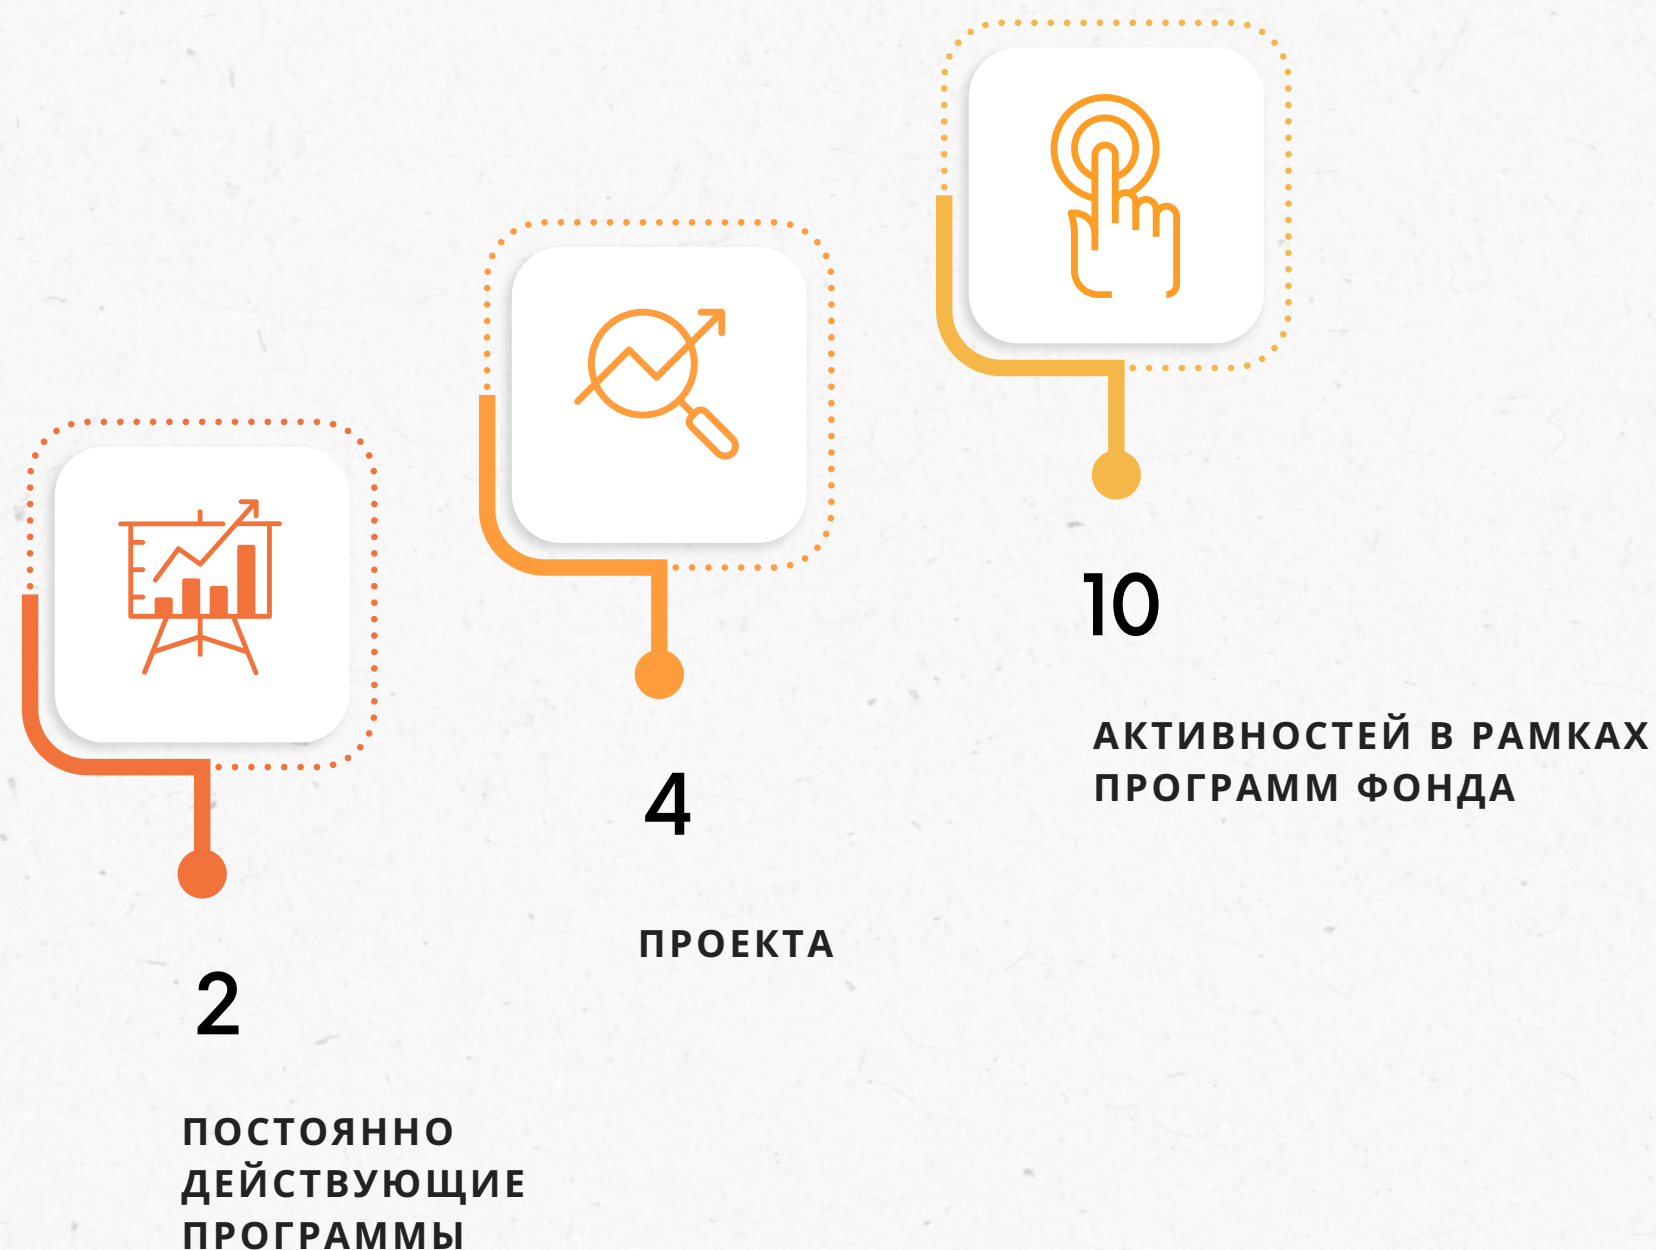 2
ПОСТОЯННО
ДЕЙСТВУЮЩИЕ
ПРОГРАММЫ
4
ПРОЕКТА
10
АКТИВНОСТЕЙ В РАМКАХ
ПРОГРАММ ФОНДА